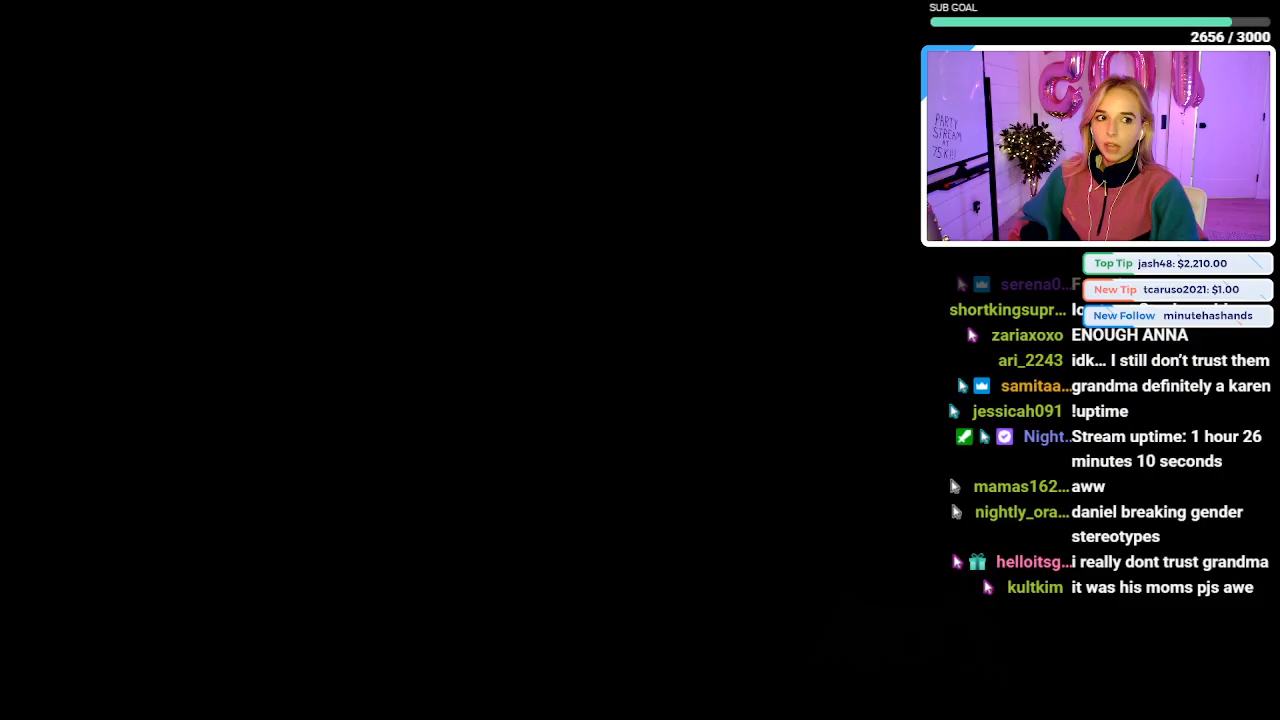 SUB GOAL
2656 / 3000
PARTY
STREAM
AT
75K!!!
Top Tip jash48: $2,210.00
serena0...
New Tip tcaruso2021: $1.00
shortkingsupr...
New Follow minutehashands
zariaxoxo ENOUGH ANNA
ari_2243 idk... I still don't trust them
samitaa... grandma definitely a karen
jessicah091 !uptime
Night... Stream uptime: 1 hour 26
minutes 10 seconds
mamas162... aww
nightly_ora... daniel breaking gender
stereotypes
helloitsg... i really dont trust grandma
kultkim it was his moms pjs awe